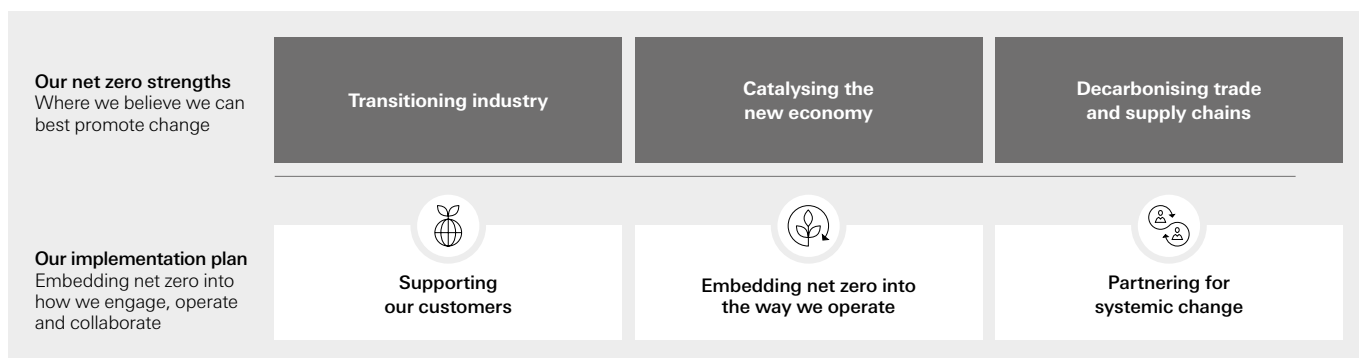 Our net zero strengths
Where we believe we can
best promote change
Transitioning industry
Catalysing the
new economy
Decarbonising trade
and supply chains
Our implementation plan
Embedding net zero into
how we engage, operate
and collaborate
Supporting
our customers
Embedding net zero into
the way we operate
Partnering for
systemic change